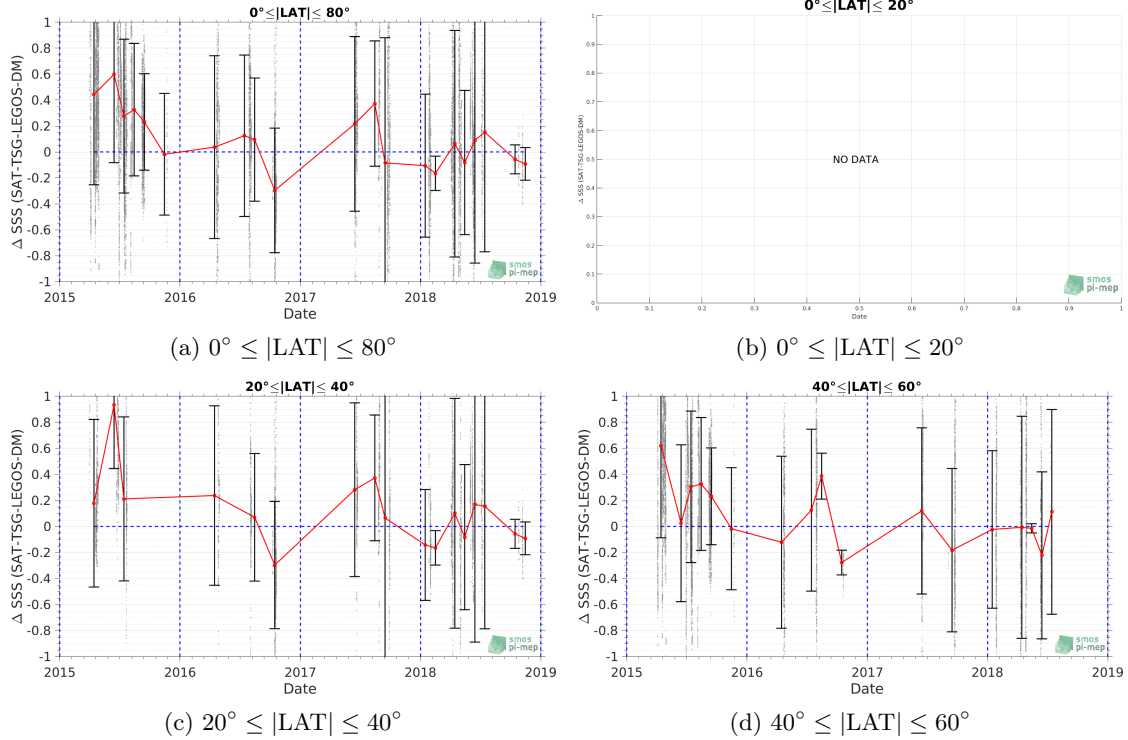 0°≤|LAT|≤ 80°
Δ SSS (SAT-TSG-LEGOS-DM)
1
0.8
0.6
0.4
0.2
0
-0.2
-0.4
-0.6
-0.8
-1
2015 2016 2017 2018 2019
Date
smos
pi-mep
(a) 0° ≤ |LAT| ≤ 80°
0°≤|LAT|≤ 20°
Δ SSS (SAT-TSG-LEGOS-DM)
1
0.9
0.8
0.7
0.6
0.5
0.4
0.3
0.2
0.1
0
NO DATA
0 0.1 0.2 0.3 0.4 0.5 0.6 0.7 0.8 0.9 1
Date
smos
pi-mep
(b) 0° ≤ |LAT| ≤ 20°
20°≤|LAT|≤ 40°
Δ SSS (SAT-TSG-LEGOS-DM)
1
0.8
0.6
0.4
0.2
0
-0.2
-0.4
-0.6
-0.8
-1
2015 2016 2017 2018 2019
Date
smos
pi-mep
(c) 20° ≤ |LAT| ≤ 40°
40°≤|LAT|≤ 60°
Δ SSS (SAT-TSG-LEGOS-DM)
1
0.8
0.6
0.4
0.2
0
-0.2
-0.4
-0.6
-0.8
-1
2015 2016 2017 2018 2019
Date
smos
pi-mep
(d) 40° ≤ |LAT| ≤ 60°